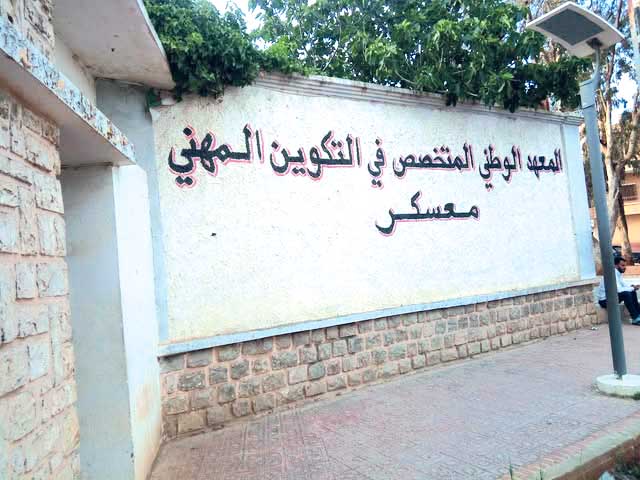 المعهد الوطني المتخصص في التكوين المهني
معسكر